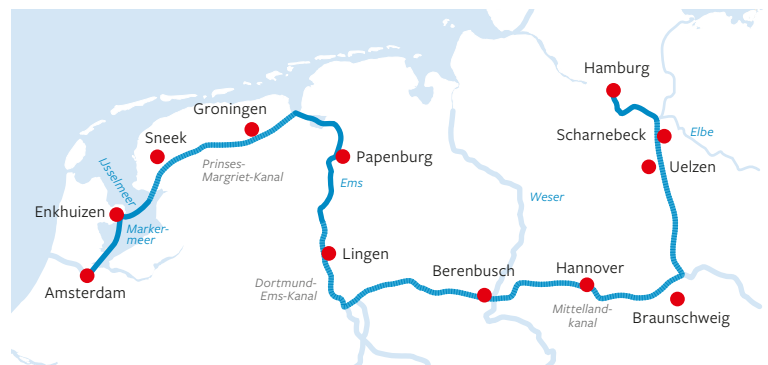 Hamburg
Groningen
Sneek
Scharnebeck
Elbe
Papenburg
Uelzen
Prinses-
Margriet-Kanal
IJsselmeer
Ems
Weser
Enkhuizen
Marker-
meer
Lingen
Berenbusch
Hannover
Dortmund-
Ems-Kanal
Amsterdam
Mittelland-
kanal
Braunschweig